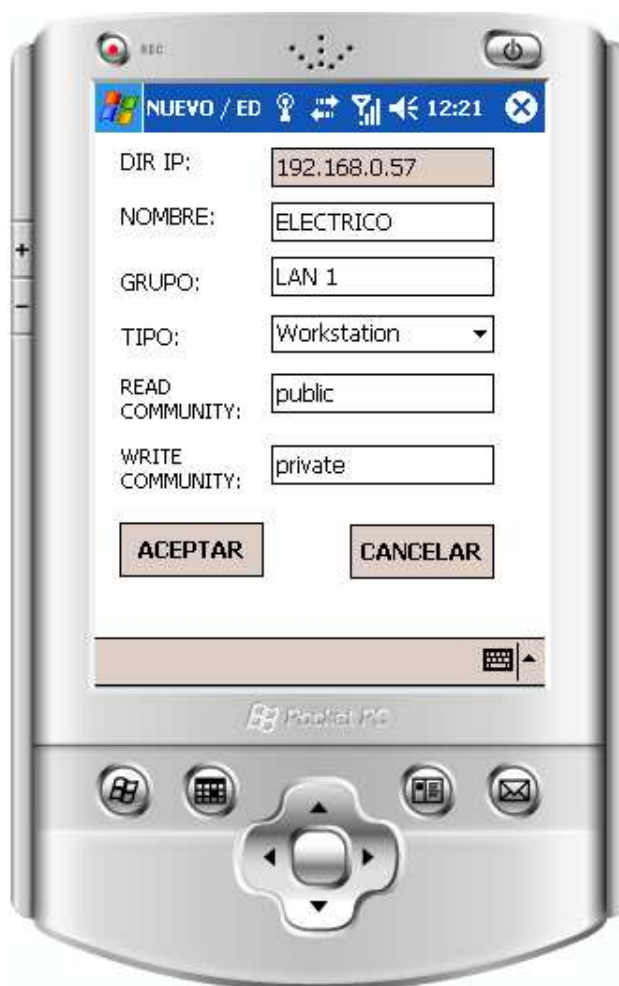 REC
NUEVO / ED 12:21
DIR IP: 192.168.0.57
NOMBRE: ELECTRICO
GRUPO: LAN 1
TIPO: Workstation
READ
COMMUNITY: public
WRITE
COMMUNITY: private
ACEPTAR CANCELAR
Pocket PC
+
−